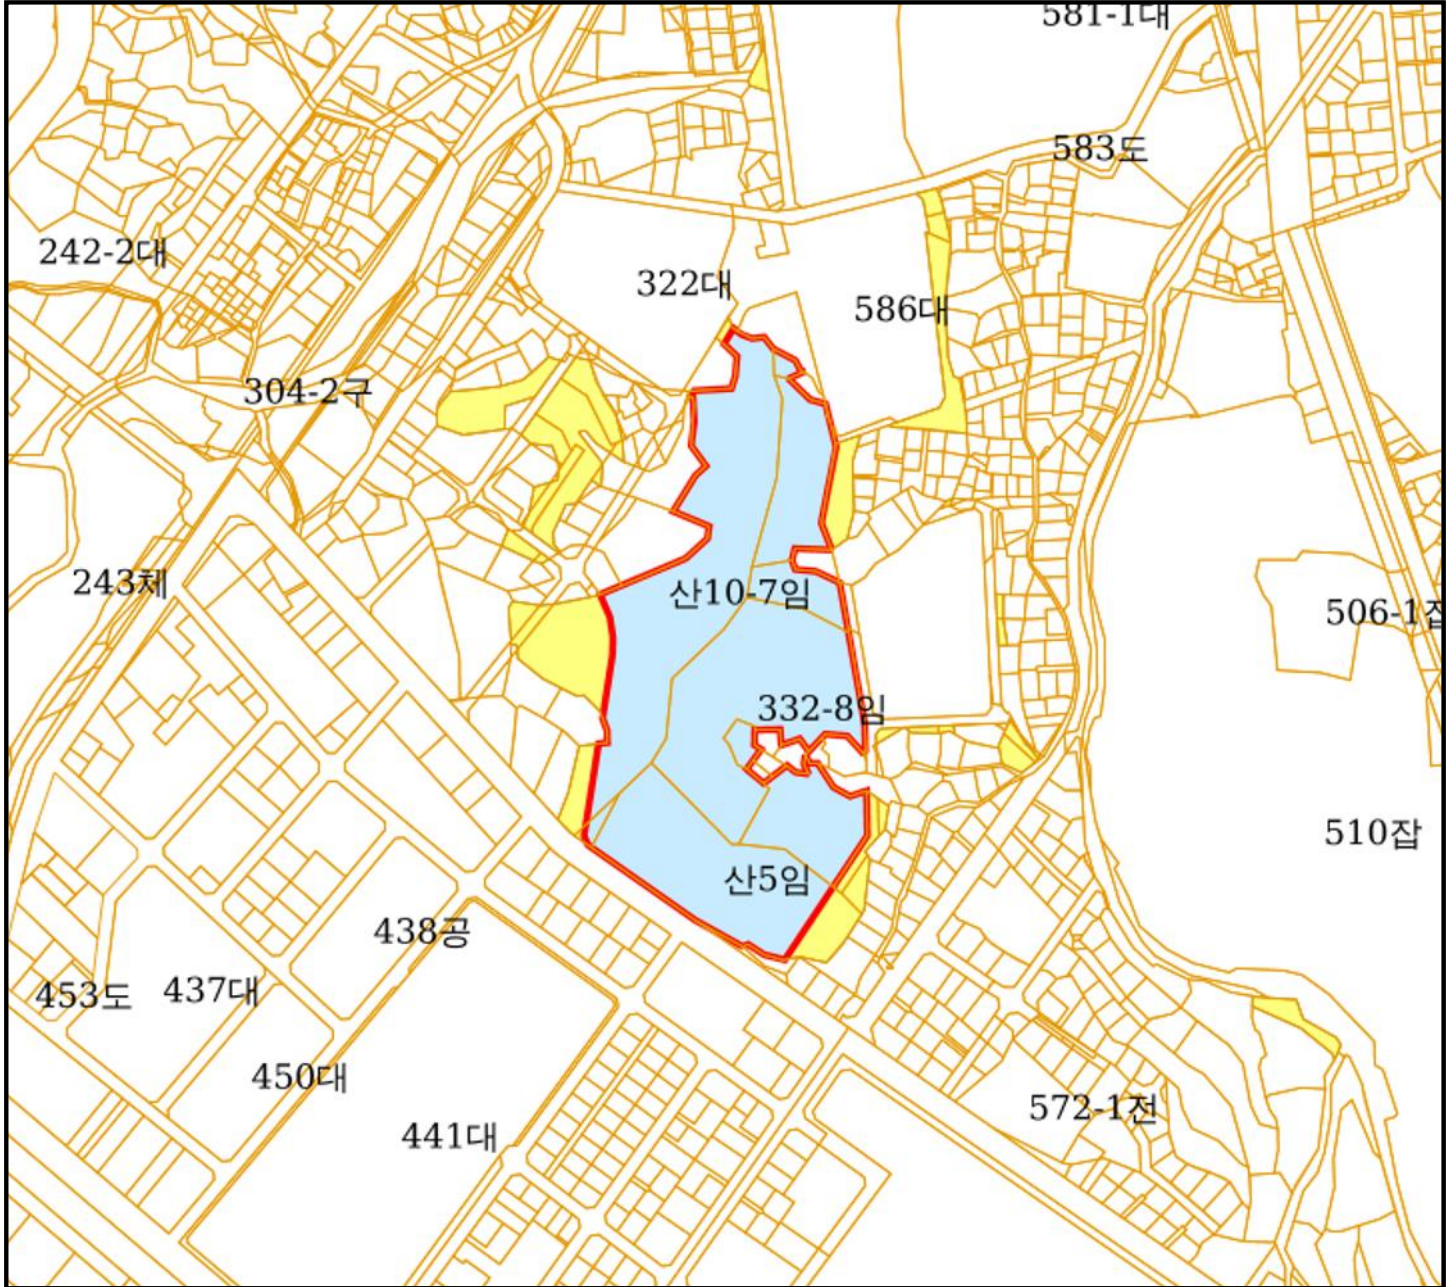 581-1대
583도
242-2대
322대
586대
304-2구
243체
산10-7임
506-1잡
332-8임
510잡
산5임
438공
453도
437대
450대
572-1전
441대